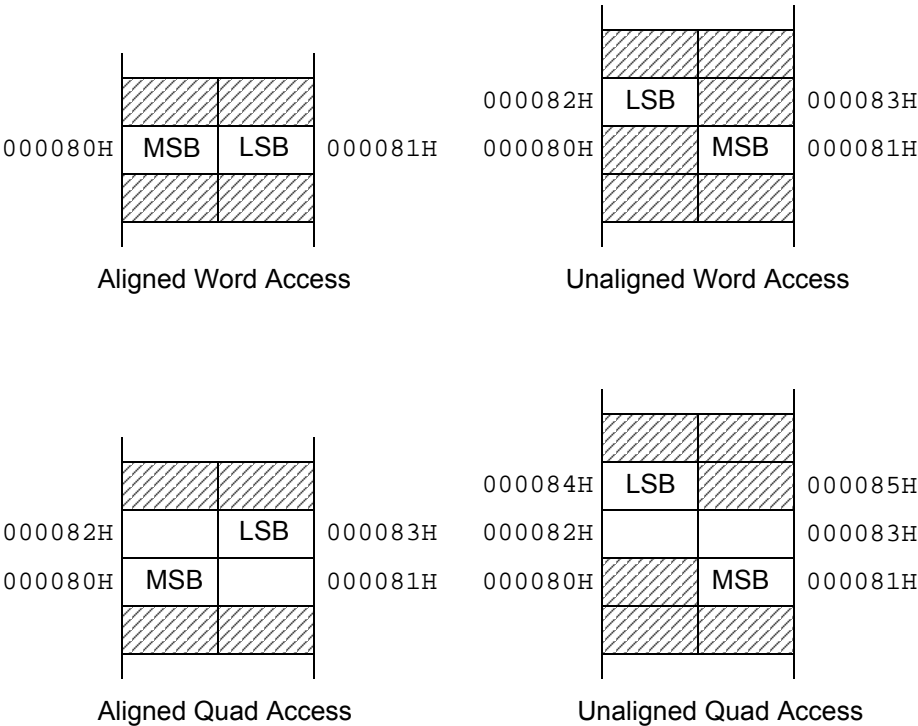 000080H MSB LSB 000081H
Aligned Word Access
000082H LSB 000083H
000080H MSB 000081H
Unaligned Word Access
000082H LSB 000083H
000080H MSB 000081H
Aligned Quad Access
000084H LSB 000085H
000082H 000083H
000080H MSB 000081H
Unaligned Quad Access